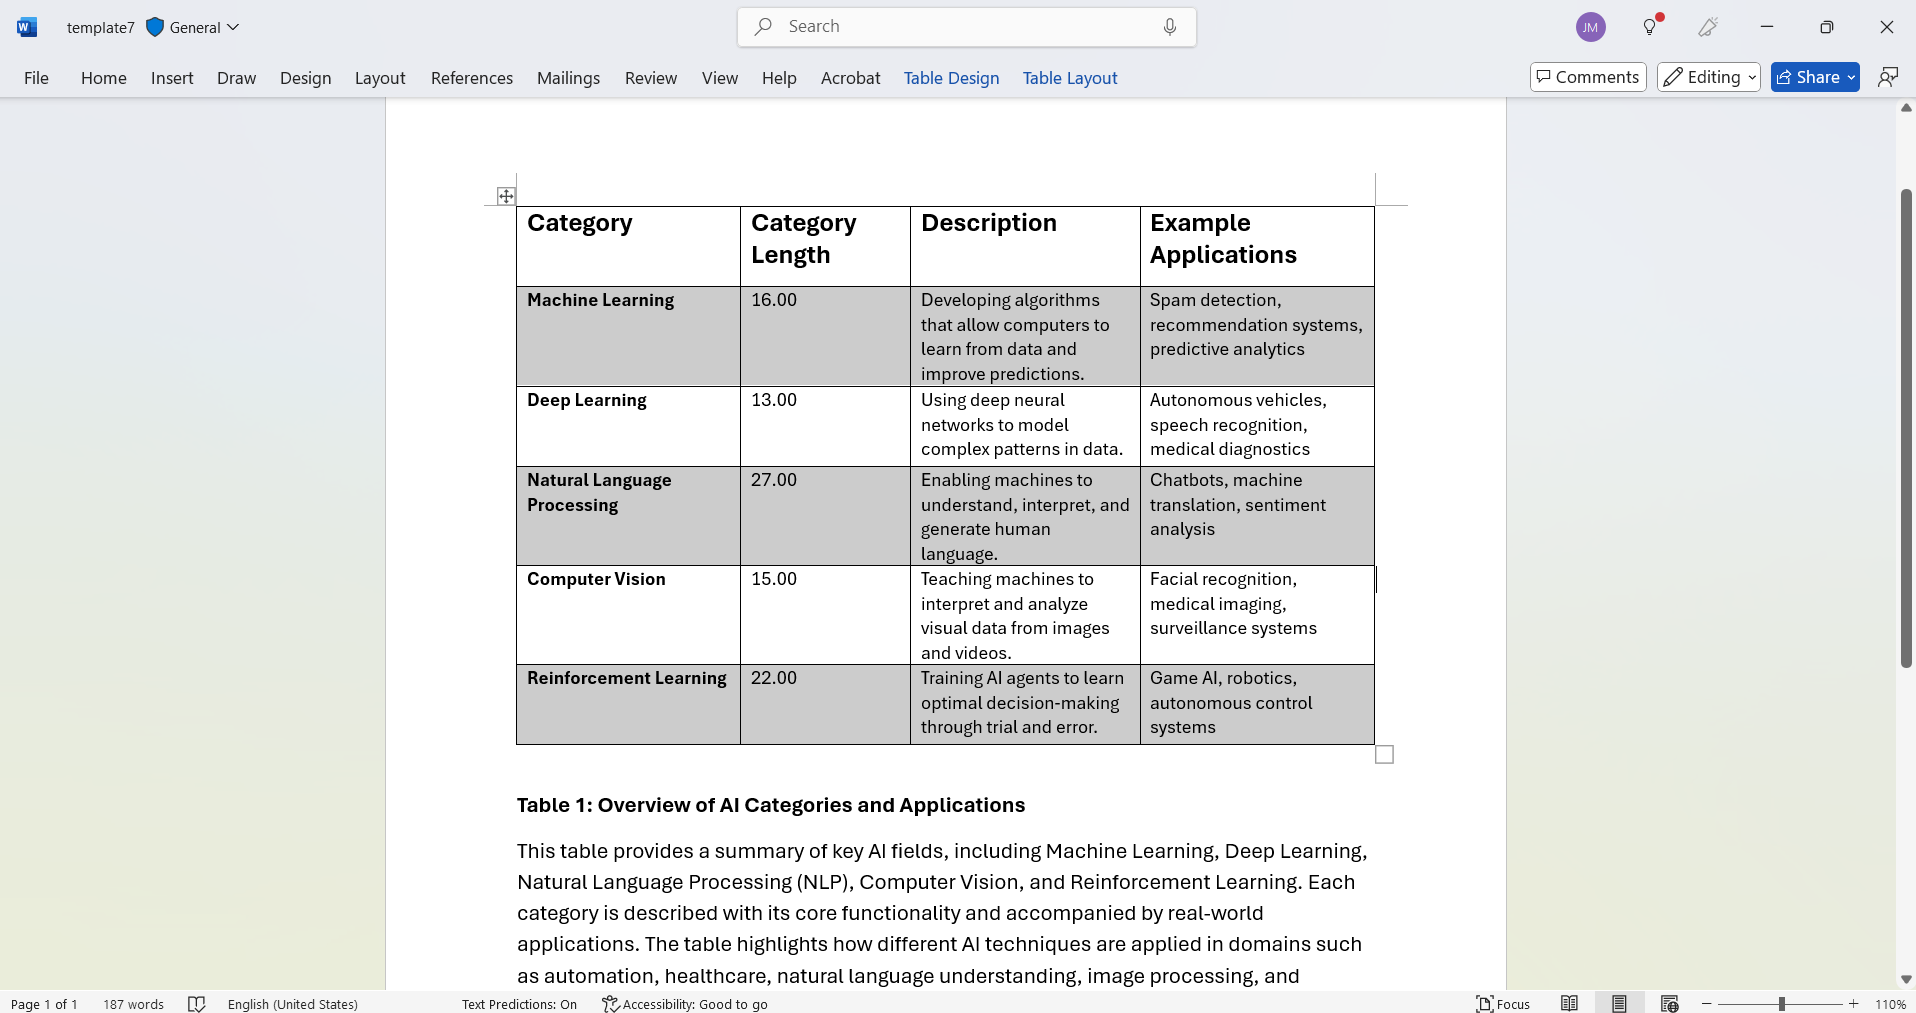 template7 General
Search
JM
File Home Insert Draw Design Layout References Mailings Review View Help Acrobat Table Design Table Layout
Comments Editing Share
Category Category Description Example
Length Applications
Machine Learning 16.00 Developing algorithms Spam detection,
that allow computers to recommendation systems,
learn from data and predictive analytics
improve predictions.
Deep Learning 13.00 Using deep neural Autonomous vehicles,
networks to model speech recognition,
complex patterns in data. medical diagnostics
Natural Language 27.00 Enabling machines to Chatbots, machine
Processing understand, interpret, and translation, sentiment
generate human analysis
language.
Computer Vision 15.00 Teaching machines to Facial recognition,
interpret and analyze medical imaging,
visual data from images surveillance systems
and videos.
Reinforcement Learning 22.00 Training AI agents to learn Game AI, robotics,
optimal decision-making autonomous control
through trial and error. systems
Table 1: Overview of AI Categories and Applications
This table provides a summary of key AI fields, including Machine Learning, Deep Learning,
Natural Language Processing (NLP), Computer Vision, and Reinforcement Learning. Each
category is described with its core functionality and accompanied by real-world
applications. The table highlights how different AI techniques are applied in domains such
as automation, healthcare, natural language understanding, image processing, and
Page 1 of 1 187 words English (United States) Text Predictions: On Accessibility: Good to go Focus 110%